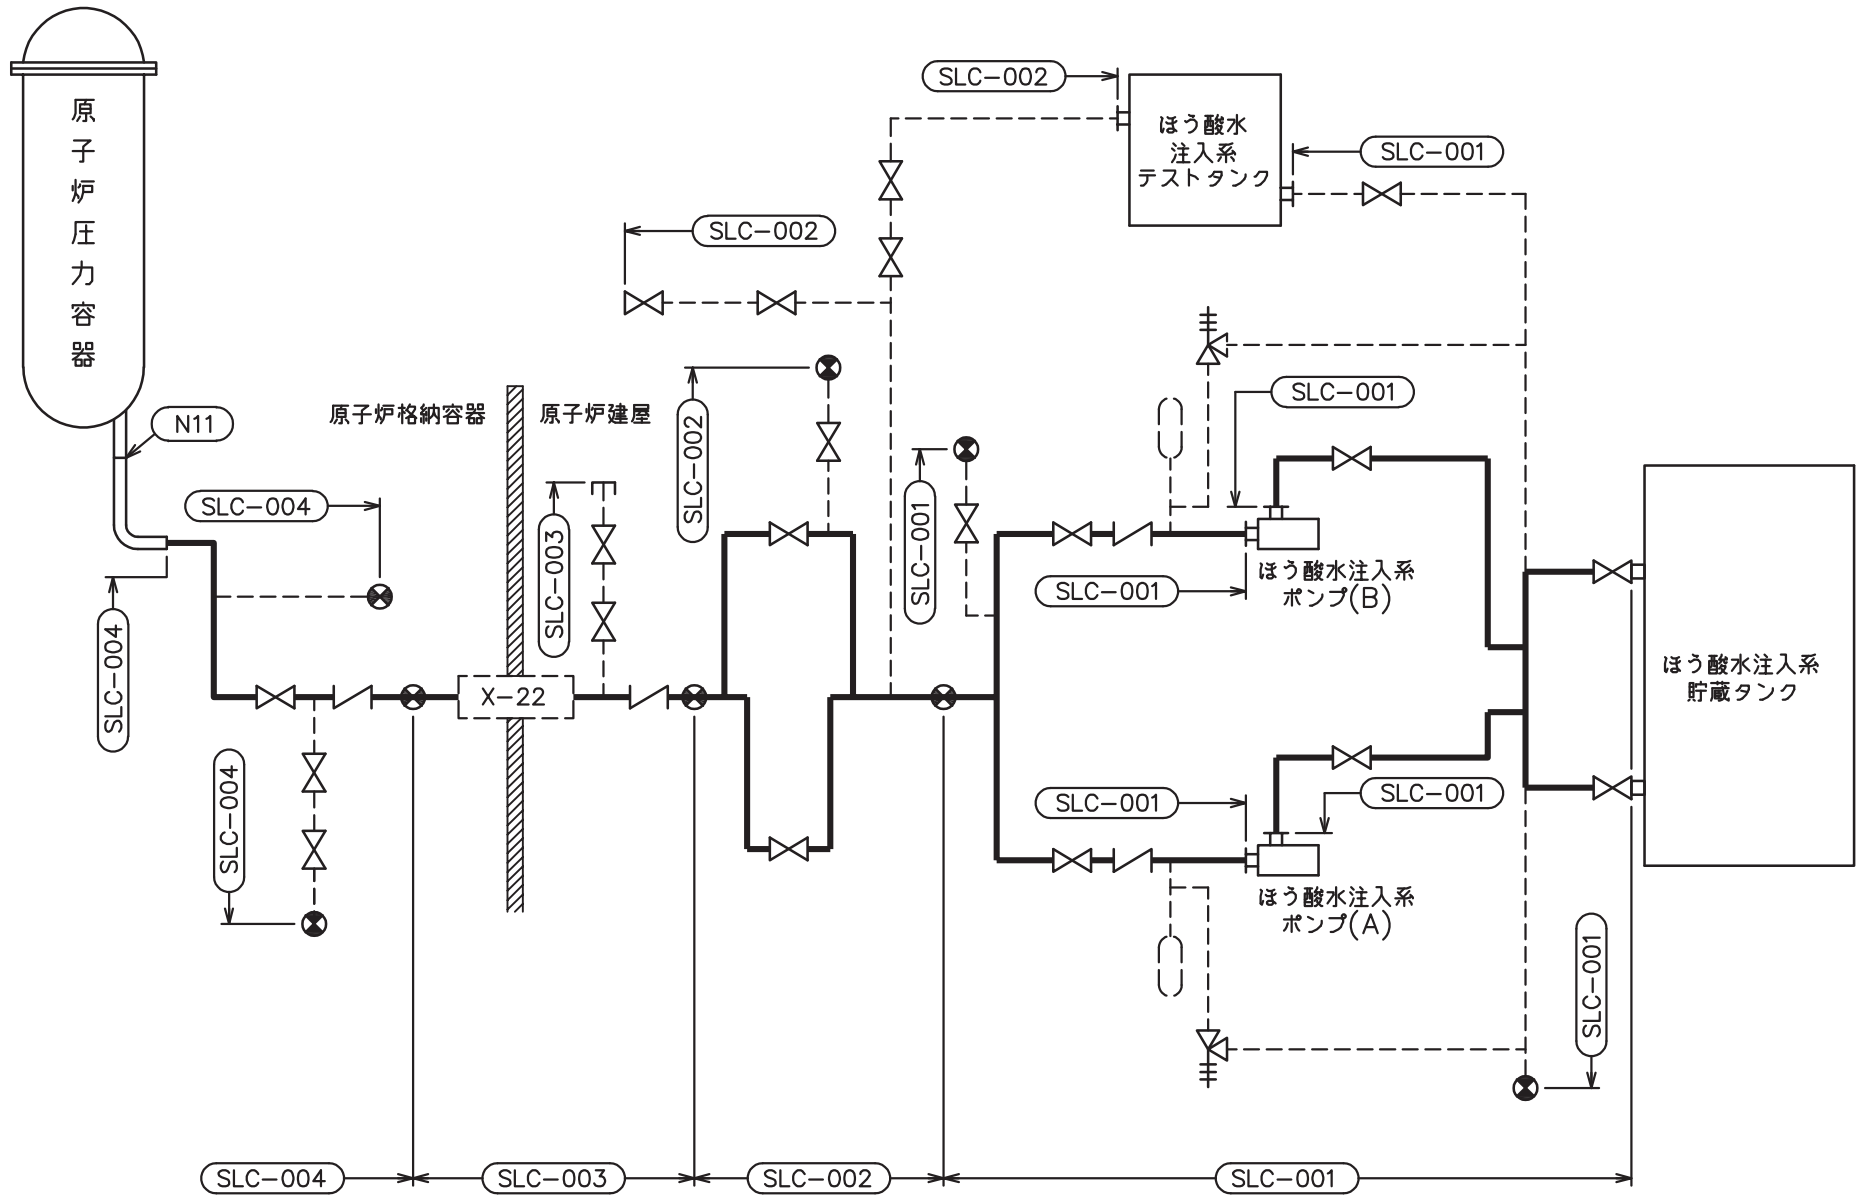 原子炉圧力容器
N11
SLC-004
SLC-004
SLC-004
原子炉格納容器
原子炉建屋
X-22
SLC-003
SLC-002
SLC-002
SLC-002
ほう酸水
注入系
テストタンク
SLC-001
SLC-001
SLC-001
SLC-001
ほう酸水注入系
ポンプ(B)
SLC-001
SLC-001
ほう酸水注入系
ポンプ(A)
ほう酸水注入系
貯蔵タンク
SLC-001
SLC-004
SLC-003
SLC-002
SLC-001